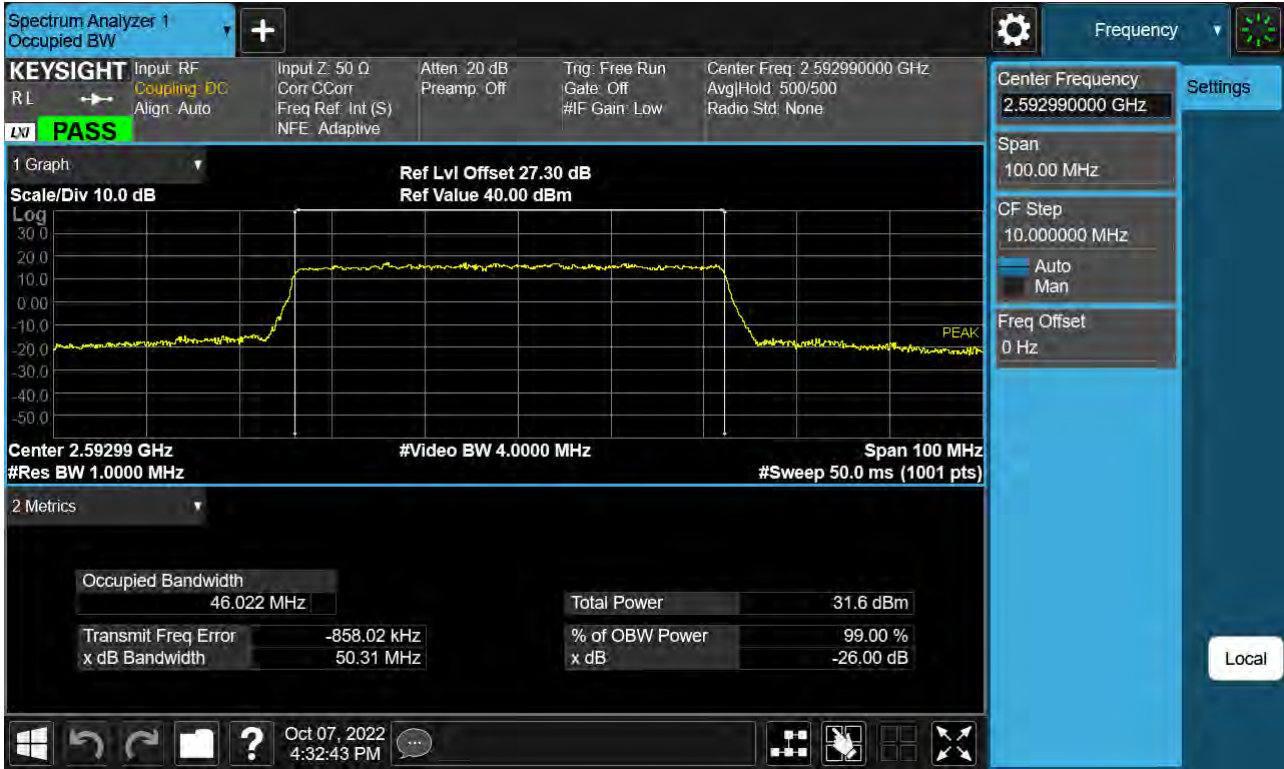 Spectrum Analyzer 1
Occupied BW
Frequency
KEYSIGHT
RL
LXI
PASS
Input: RF
Coupling: DC
Align: Auto
Input Z: 50 Ω
Corr CCorr
Freq Ref: Int (S)
NFE: Adaptive
Atten: 20 dB
Preamp: Off
Trig: Free Run
Gate: Off
#IF Gain: Low
Center Freq: 2.592990000 GHz
Avg|Hold: 500/500
Radio Std: None
1 Graph
Scale/Div 10.0 dB
Ref Lvl Offset 27.30 dB
Ref Value 40.00 dBm
Log
30.0
20.0
10.0
0.00
-10.0
-20.0
-30.0
-40.0
-50.0
PEAK
Center 2.59299 GHz
#Video BW 4.0000 MHz
Span 100 MHz
#Res BW 1.0000 MHz
#Sweep 50.0 ms (1001 pts)
2 Metrics
Occupied Bandwidth
46.022 MHz
Total Power 31.6 dBm
Transmit Freq Error -858.02 kHz
% of OBW Power 99.00 %
x dB Bandwidth 50.31 MHz
x dB -26.00 dB
Center Frequency
2.592990000 GHz
Settings
Span
100.00 MHz
CF Step
10.000000 MHz
Auto
Man
Freq Offset
0 Hz
Local
?
Oct 07, 2022
4:32:43 PM